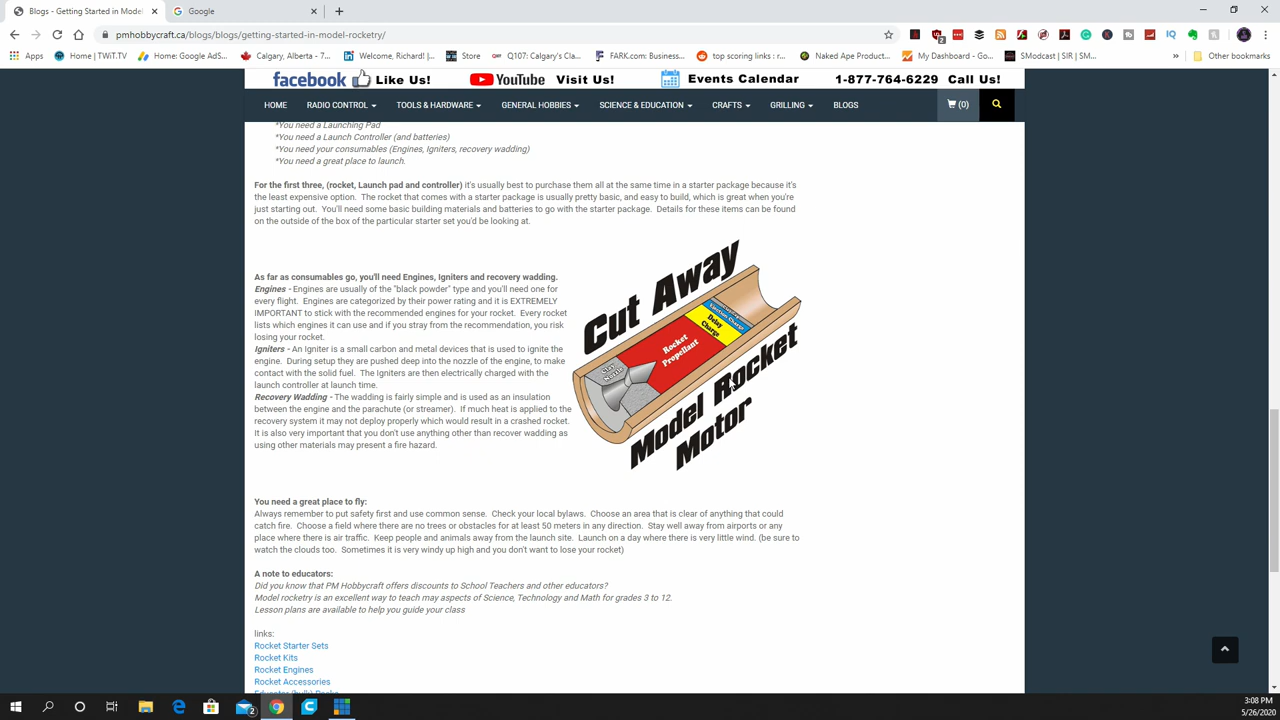 Blogs - Getting Started in Model
Google
pmhobbycraft.ca/blogs/blogs/getting-started-in-model-rocketry/
Apps
Home | TWiT.TV
Home: Google AdS...
Calgary, Alberta - 7...
Welcome, Richard! |...
Store
Q107: Calgary's Cla...
FARK.com: Business...
top scoring links : r...
Naked Ape Product...
My Dashboard - Go...
SModcast | SIR | SM...
»
Other bookmarks
facebook Like Us!
YouTube Visit Us!
Events Calendar
1-877-764-6229 Call Us!
HOME
RADIO CONTROL
TOOLS & HARDWARE
GENERAL HOBBIES
SCIENCE & EDUCATION
CRAFTS
GRILLING
BLOGS
(0)
*You need a Launching Pad
*You need a Launch Controller (and batteries)
*You need your consumables (Engines, Igniters, recovery wadding)
*You need a great place to launch.
For the first three, (rocket, Launch pad and controller) it's usually best to purchase them all at the same time in a starter package because it's
the least expensive option. The rocket that comes with a starter package is usually pretty basic, and easy to build, which is great when you're
just starting out. You'll need some basic building materials and batteries to go with the starter package. Details for these items can be found
on the outside of the box of the particular starter set you'd be looking at.
As far as consumables go, you'll need Engines, Igniters and recovery wadding.
Engines - Engines are usually of the "black powder" type and you'll need one for
every flight. Engines are categorized by their power rating and it is EXTREMELY
IMPORTANT to stick with the recommended engines for your rocket. Every rocket
lists which engines it can use and if you stray from the recommendation, you risk
losing your rocket.
Igniters - An Igniter is a small carbon and metal devices that is used to ignite the
engine. During setup they are pushed deep into the nozzle of the engine, to make
contact with the solid fuel. The Igniters are then electrically charged with the
launch controller at launch time.
Recovery Wadding - The wadding is fairly simple and is used as an insulation
between the engine and the parachute (or streamer). If much heat is applied to the
recovery system it may not deploy properly which would result in a crashed rocket.
It is also very important that you don't use anything other than recover wadding as
using other materials may present a fire hazard.
Cut Away
Clay
Nozzle
Rocket
Propellant
Delay
Charge
Ejection Charge
Model Rocket
Motor
You need a great place to fly:
Always remember to put safety first and use common sense. Check your local bylaws. Choose an area that is clear of anything that could
catch fire. Choose a field where there are no trees or obstacles for at least 50 meters in any direction. Stay well away from airports or any
place where there is air traffic. Keep people and animals away from the launch site. Launch on a day where there is very little wind. (be sure to
watch the clouds too. Sometimes it is very windy up high and you don't want to lose your rocket)
A note to educators:
Did you know that PM Hobbycraft offers discounts to School Teachers and other educators?
Model rocketry is an excellent way to teach may aspects of Science, Technology and Math for grades 3 to 12.
Lesson plans are available to help you guide your class
links:
Rocket Starter Sets
Rocket Kits
Rocket Engines
Rocket Accessories
3:08 PM
5/26/2020